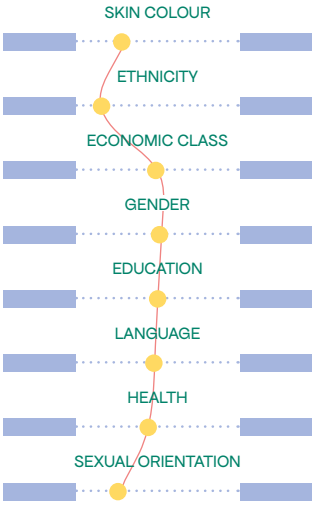 SKIN COLOUR
ETHNICITY
ECONOMIC CLASS
GENDER
EDUCATION
LANGUAGE
HEALTH
SEXUAL ORIENTATION